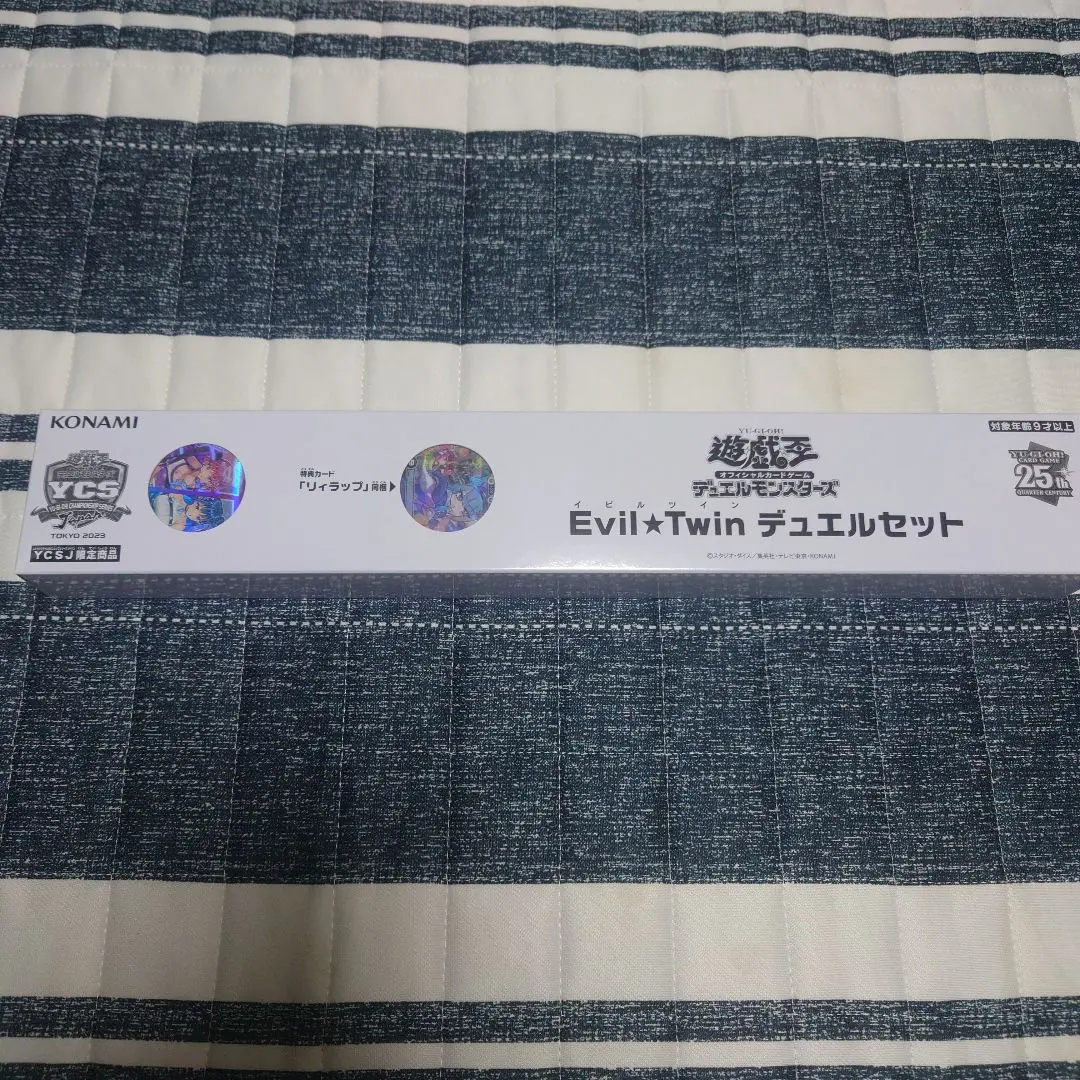 KONAMI
YCS
Japan
TOKYO 2023
YCSJ限定商品
特典カード
「リィラップ」同梱▶
YU-GI-OH!
遊戯王
オフィシャルカードゲーム
デュエルモンスターズ
イビルツイン
Evil★Twin デュエルセット
©スタジオ・ダイス／集英社・テレビ東京・KONAMI
対象年齢9才以上
YU-GI-OH!
CARD GAME
25th
QUARTER CENTURY